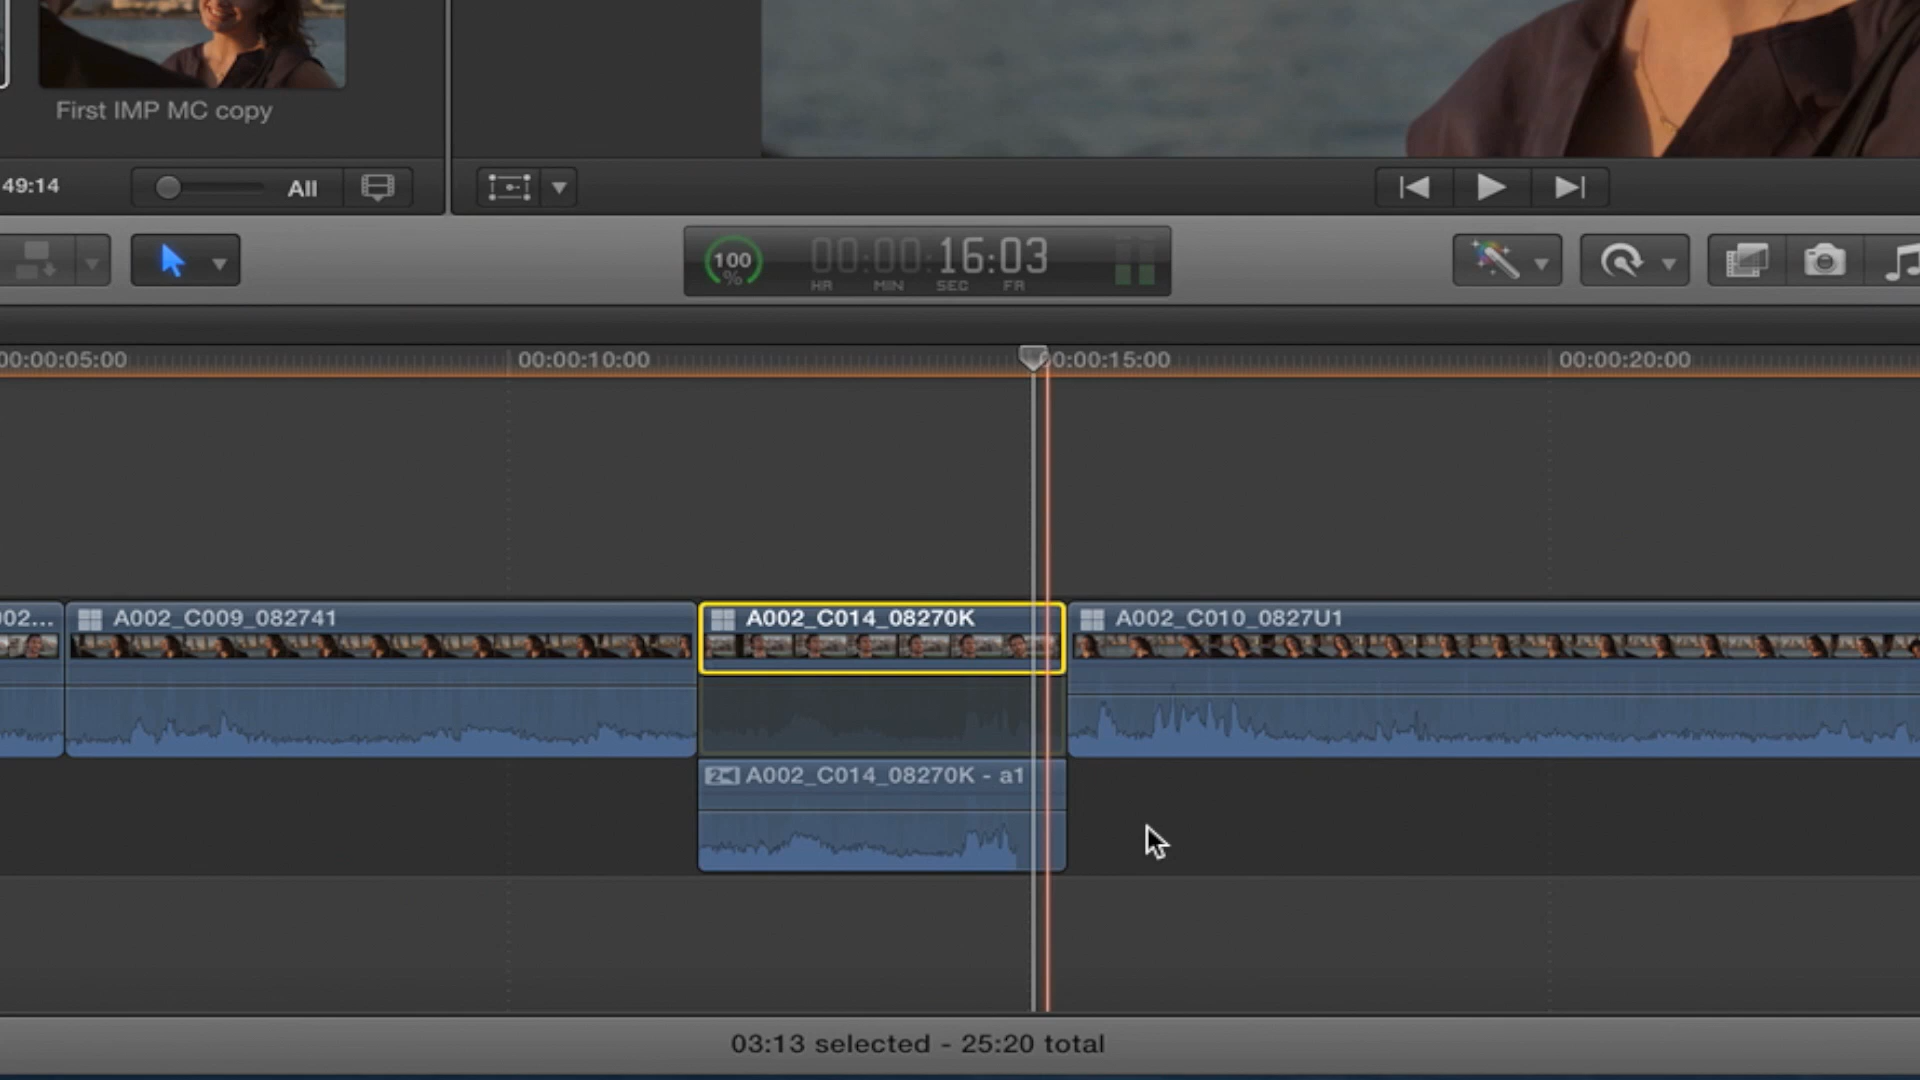 First IMP MC copy
49:14
All
100
%
00:00:16:03
HR MIN SEC FR
00:00:05:00
00:00:10:00
00:00:15:00
00:00:20:00
002...
A002_C009_082741
A002_C014_08270K
A002_C010_0827U1
A002_C014_08270K - a1
03:13 selected - 25:20 total